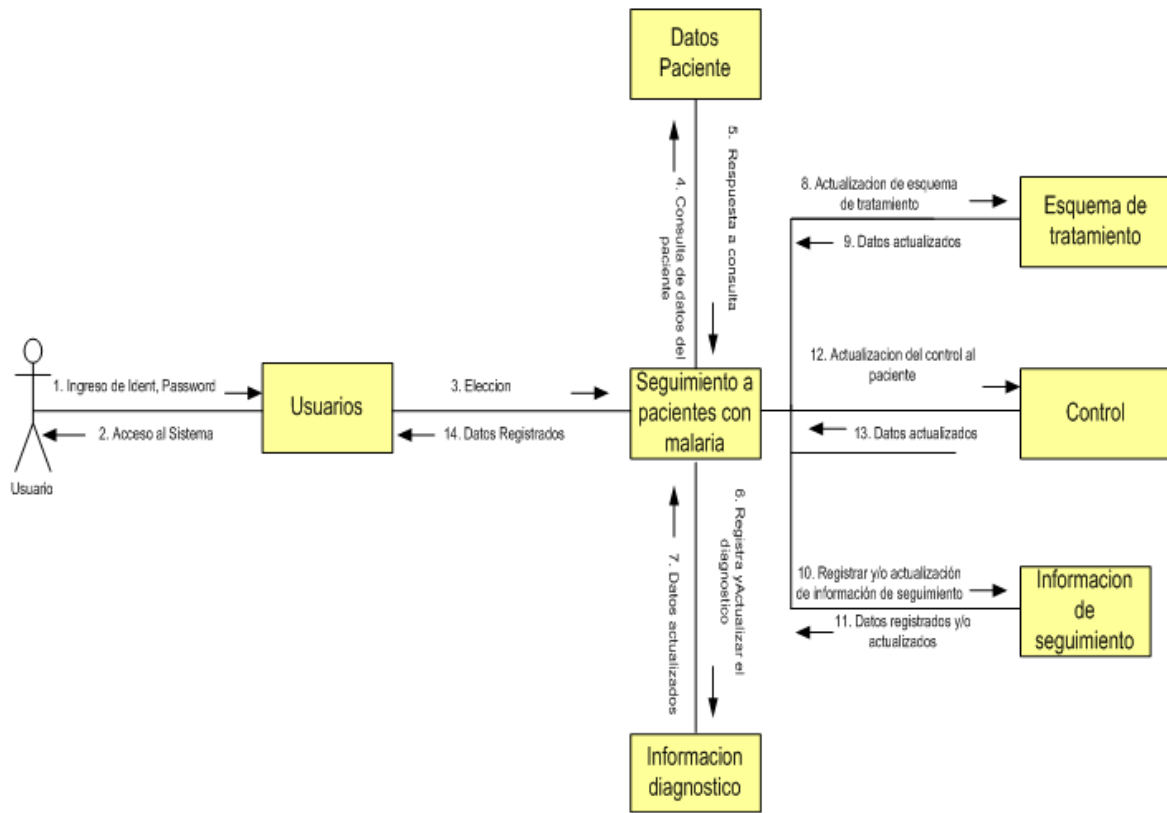 Datos
Paciente
4. Consulta de datos del
paciente
5. Respuesta a consulta
8. Actualizacion de esquema
de tratamiento
9. Datos actualizados
Esquema de
tratamiento
1. Ingreso de Ident, Password
2. Acceso al Sistema
Usuario
Usuarios
3. Eleccion
14. Datos Registrados
Seguimiento a
pacientes con
malaria
12. Actualizacion del control al
paciente
13. Datos actualizados
Control
7. Datos actualizados
6. Registra yActualizar el
diagnostico
10. Registrar y/o actualización
de información de seguimiento
11. Datos registrados y/o
actualizados
Informacion
de
seguimiento
Informacion
diagnostico